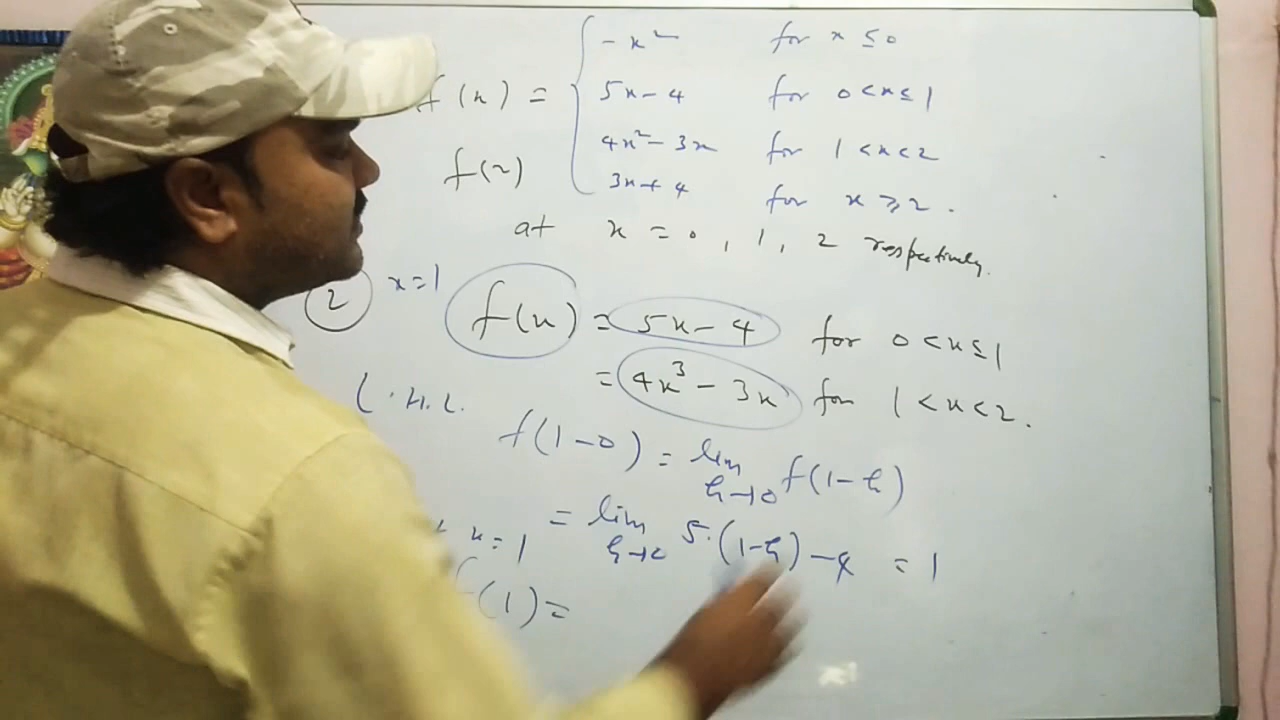 f(x) = { -x² for x ≤ 0
5x-4 for 0<x≤1
4x²-3x for 1<x<2
f(2) 3x+4 for x ≥ 2.
at x = 0, 1, 2 respectively.
2 x=1 f(x) = 5x-4 for 0<x≤1
= 4x³-3x for 1<x<2.
L.H.L.
f(1-0) = lim h→0 f(1-h)
x=1 = lim h→0 5.(1-h)-4 = 1
f(1)=